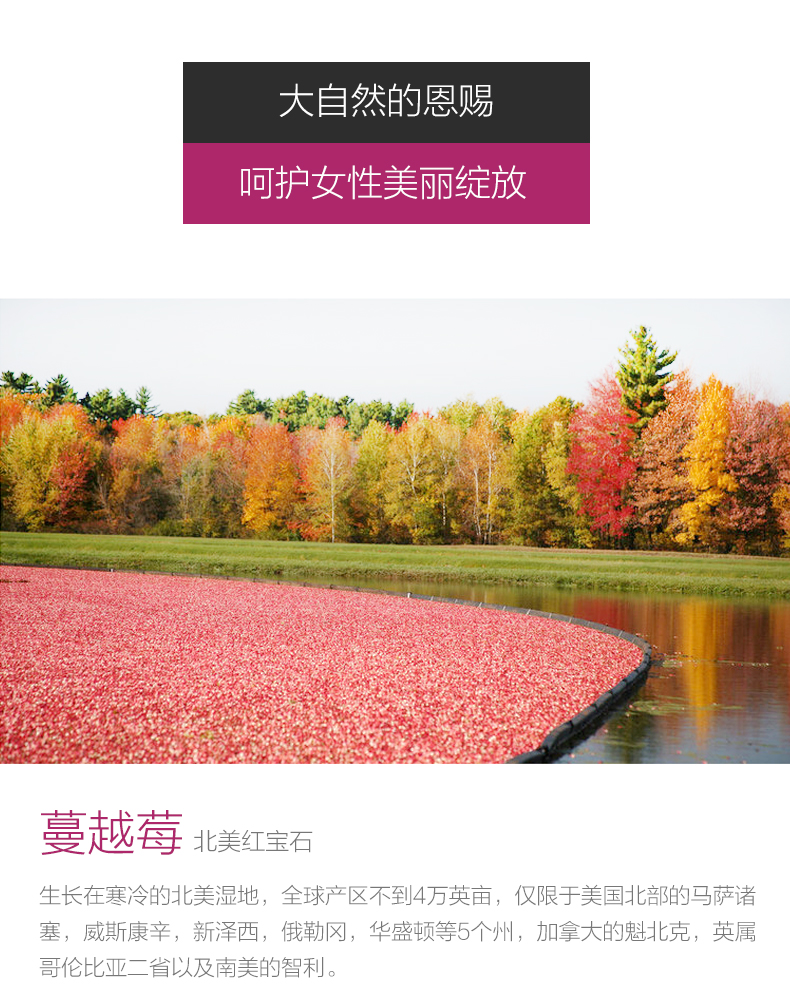 大自然的恩赐
呵护女性美丽绽放
蔓越莓 北美红宝石
生长在寒冷的北美湿地，全球产区不到4万英亩，仅限于美国北部的马萨诸
塞，威斯康辛，新泽西，俄勒冈，华盛顿等5个州，加拿大的魁北克，英属
哥伦比亚二省以及南美的智利。